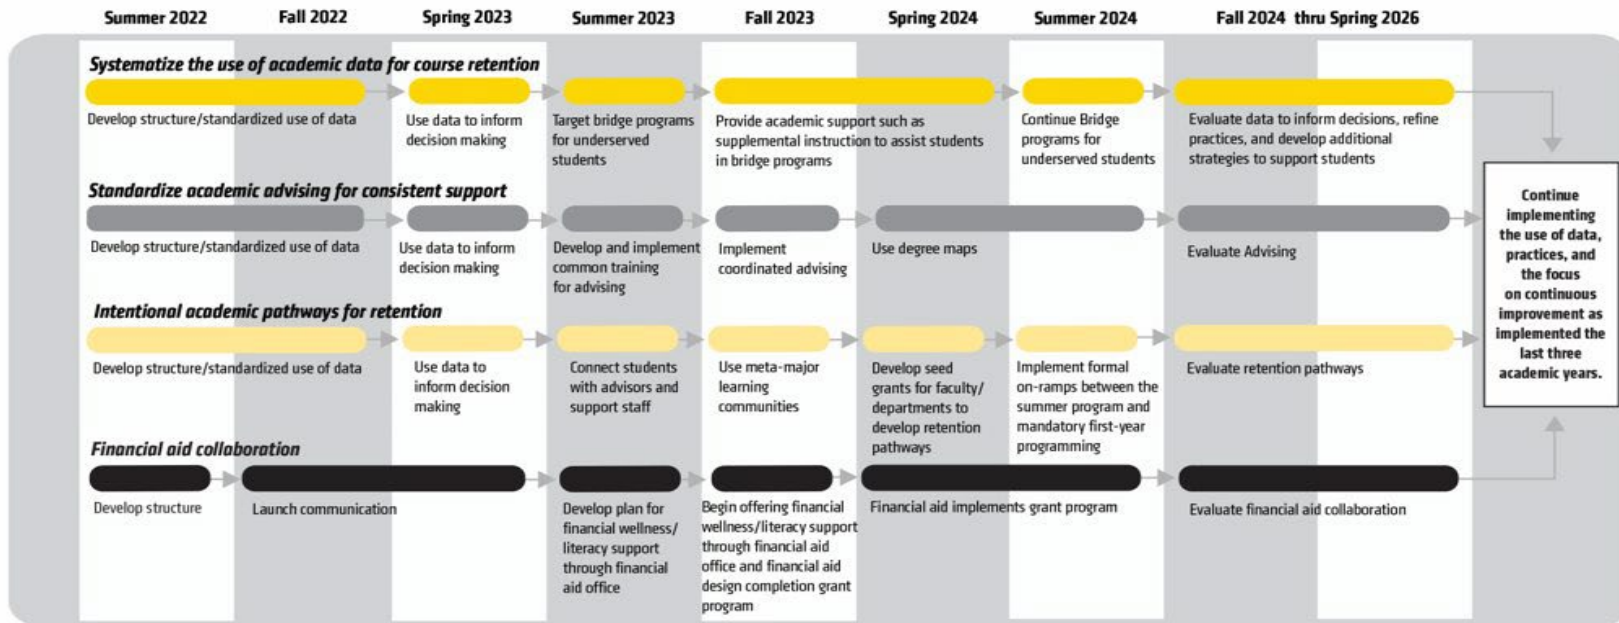 Summer 2022
Fall 2022
Spring 2023
Summer 2023
Fall 2023
Spring 2024
Summer 2024
Fall 2024 thru Spring 2026
Systematize the use of academic data for course retention
Develop structure/standardized use of data
Use data to inform
decision making
Target bridge programs
for underserved
students
Provide academic support such as
supplemental instruction to assist students
in bridge programs
Continue Bridge
programs for
underserved students
Evaluate data to inform decisions, refine
practices, and develop additional
strategies to support students
Standardize academic advising for consistent support
Develop structure/standardized use of data
Use data to inform
decision making
Develop and implement
common training
for advising
Implement
coordinated advising
Use degree maps
Evaluate Advising
Intentional academic pathways for retention
Develop structure/standardized use of data
Use data to
inform decision
making
Connect students
with advisors and
support staff
Use meta-major
learning
communities
Develop seed
grants for faculty/
departments to
develop retention
pathways
Implement formal
on-ramps between the
summer program and
mandatory first-year
programming
Evaluate retention pathways
Financial aid collaboration
Develop structure
Launch communication
Develop plan for
financial wellness/
literacy support
through financial
aid office
Begin offering financial
wellness/literacy support
through financial aid
office and financial aid
design completion grant
program
Financial aid implements grant program
Evaluate financial aid collaboration
Continue
implementing
the use of data,
practices, and
the focus
on continuous
improvement as
implemented the
last three
academic years.